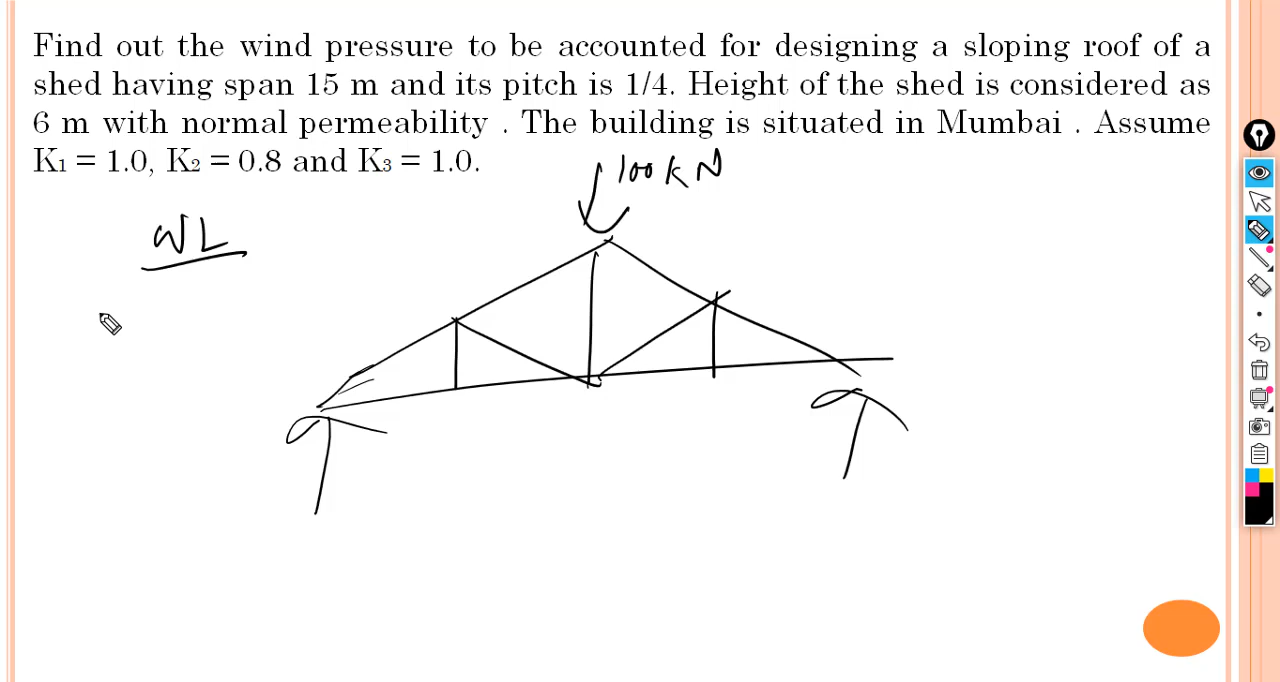 Find out the wind pressure to be accounted for designing a sloping roof of a
shed having span 15 m and its pitch is 1/4. Height of the shed is considered as
6 m with normal permeability . The building is situated in Mumbai . Assume
K1 = 1.0, K2 = 0.8 and K3 = 1.0.
100 KN
WL